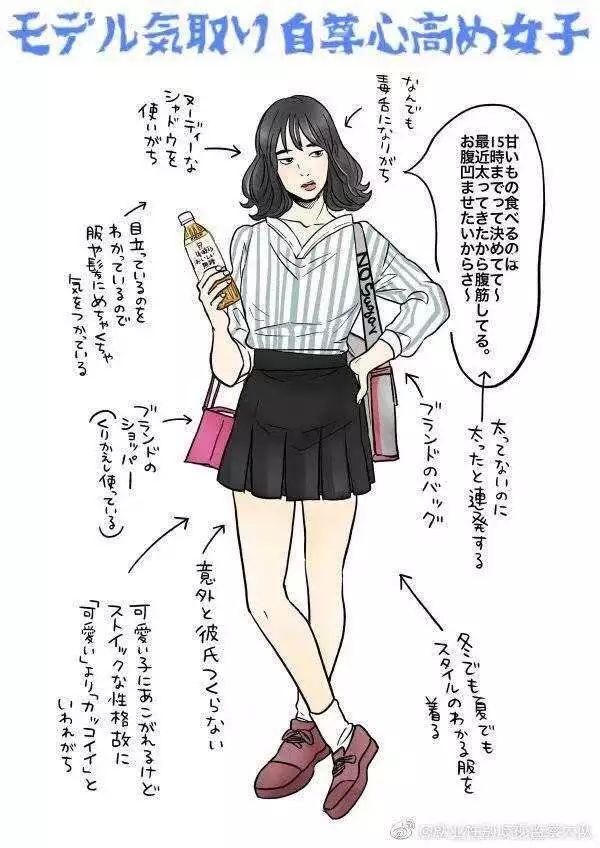 モデル気取り自尊心高め女子
なんでも
毒舌になりがち
ヌーディーな
シャドウを
使いがち
甘いもの食べるのは
15時までって決めてて〜
最近太ってきたから腹筋してる。
お腹凹ませたいからさ〜
目立っているのを
わかっているので
服や髪にめちゃくちゃ
気をつかっている
NO
ブランドの
ショッパー
(くりかえし使っている)
ブランドのバッグ
太ってないのに
太ったと連発する
意外と彼氏つくらない
可愛い子にあこがれるけど
ストイックな性格故に
「可愛い」より「カッコイイ」と
いわれがち
冬でも夏でも
スタイルのわかる服を
着る